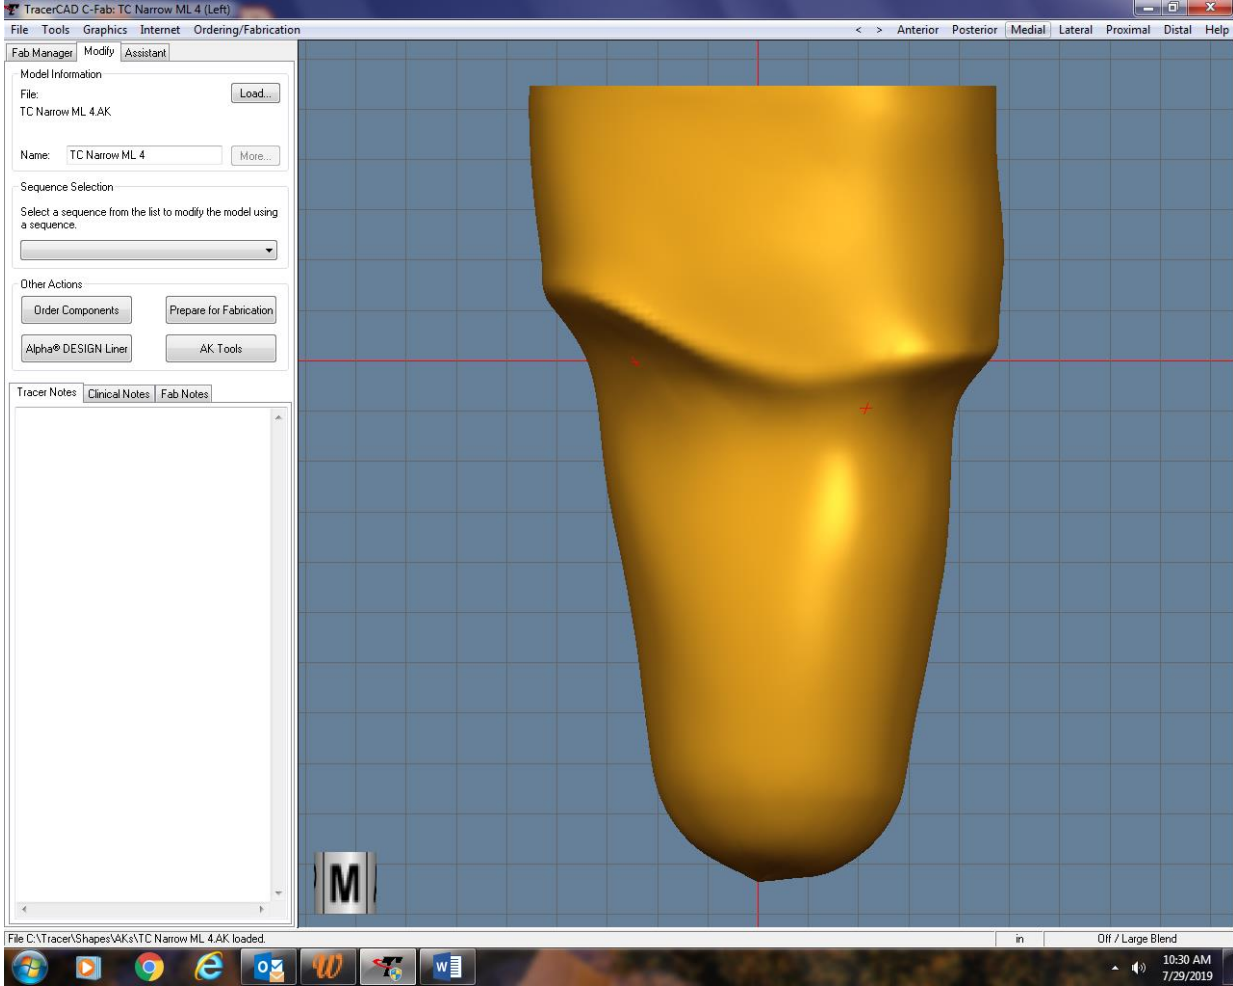 TracerCAD C-Fab: TC Narrow ML 4 (Left)
File Tools Graphics Internet Ordering/Fabrication < > Anterior Posterior Medial Lateral Proximal Distal Help
Fab Manager Modify Assistant
Model Information
File:
Load...
TC Narrow ML 4.AK
Name: TC Narrow ML 4 More...
Sequence Selection
Select a sequence from the list to modify the model using
a sequence.
Other Actions
Order Components Prepare for Fabrication
Alpha® DESIGN Liner AK Tools
Tracer Notes Clinical Notes Fab Notes
M
File C:\Tracer\Shapes\AKs\TC Narrow ML 4.AK loaded. in Off / Large Blend
10:30 AM
7/29/2019